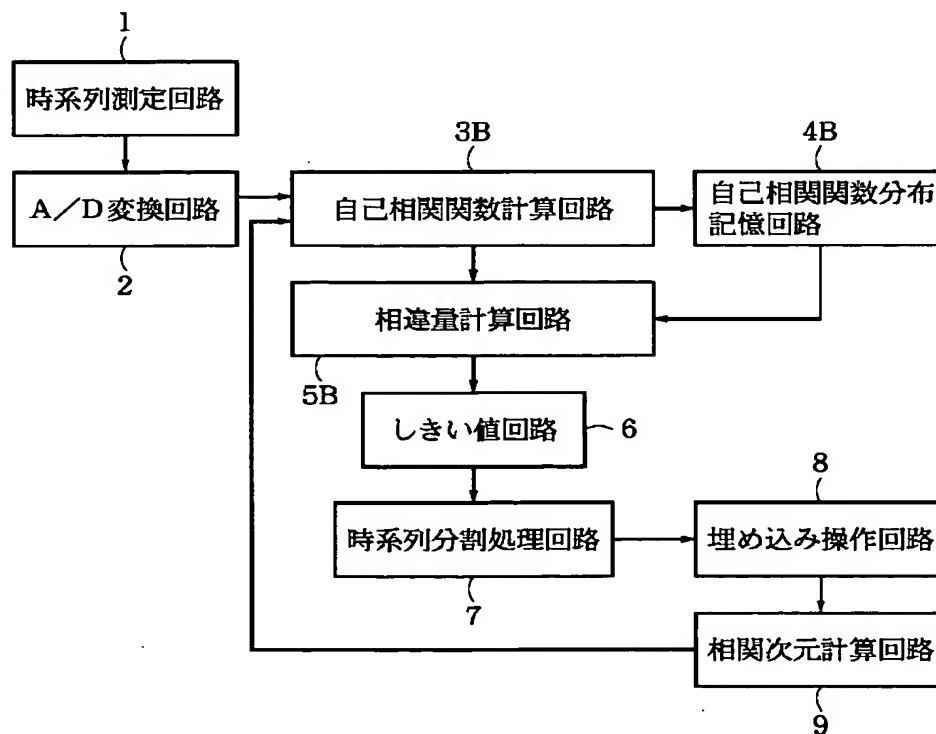 1
時系列測定回路
A/D変換回路
2
3B
自己相関関数計算回路
4B
自己相関関数分布
記憶回路
相違量計算回路
5B
しきい値回路
6
時系列分割処理回路
7
8
埋め込み操作回路
相関次元計算回路
9